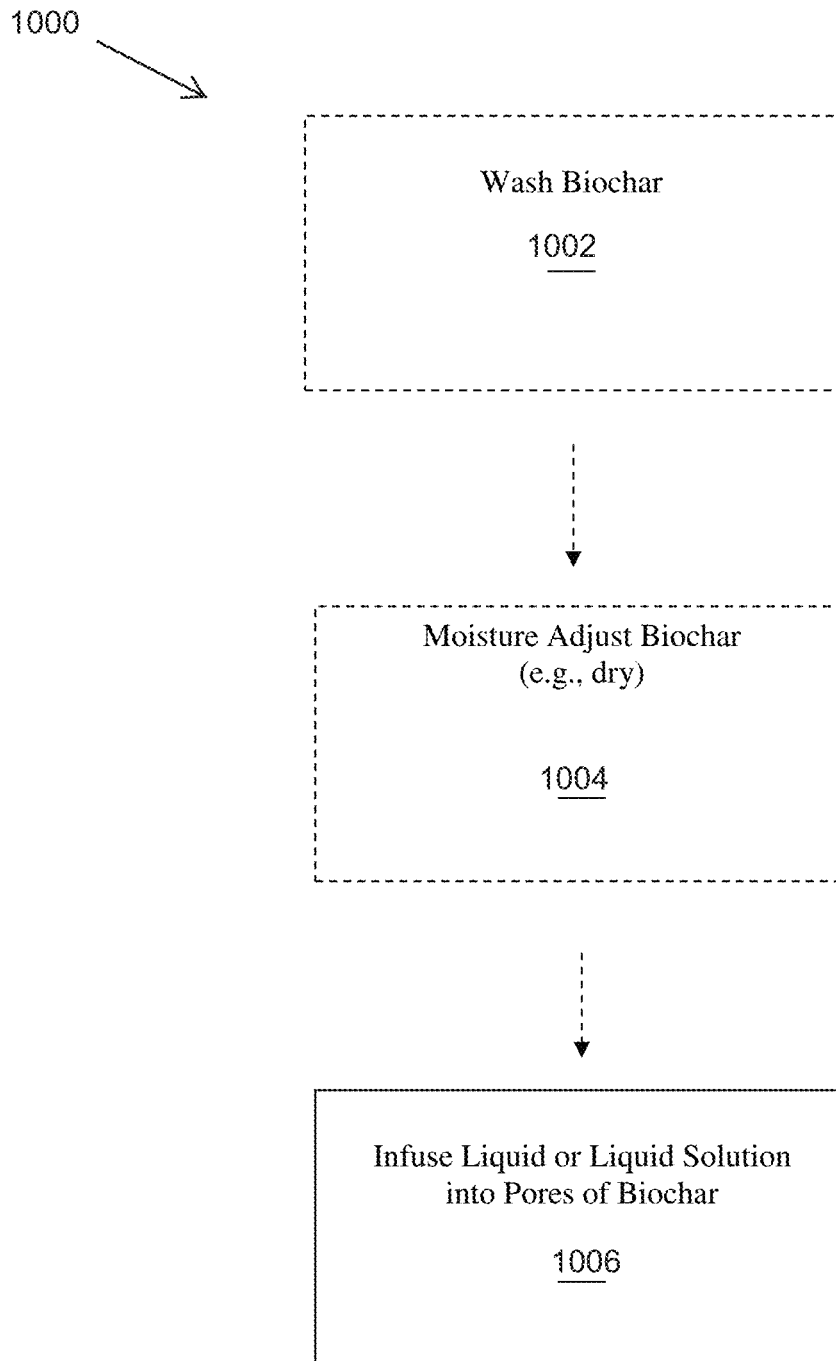 1000
Wash Biochar
1002
Moisture Adjust Biochar
(e.g., dry)
1004
Infuse Liquid or Liquid Solution
into Pores of Biochar
1006